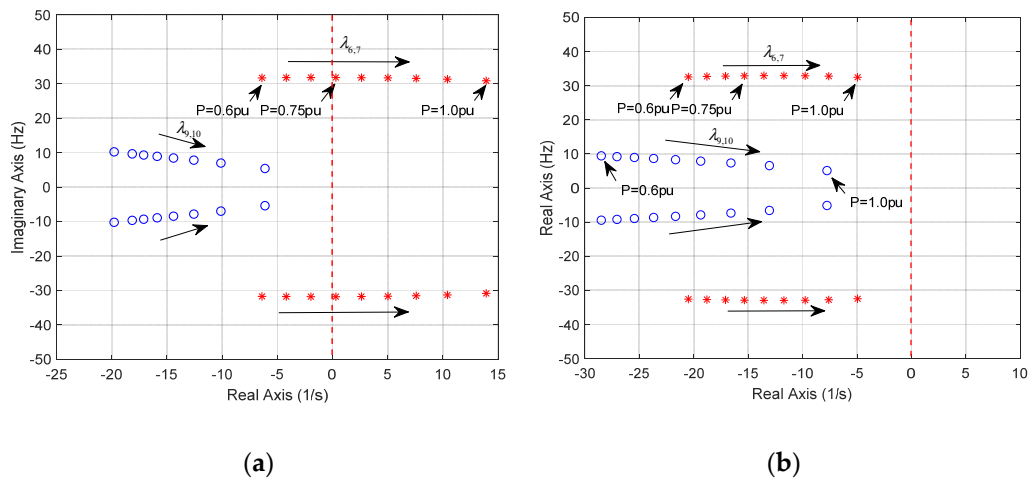 50
40
30
20
10
0
-10
-20
-30
-40
-50
-25
-20
-15
-10
-5
0
5
10
15
Imaginary Axis (Hz)
Real Axis (1/s)
λ6,7
P=0.6pu
P=0.75pu
P=1.0pu
λ9,10
(a)
50
40
30
20
10
0
-10
-20
-30
-40
-50
-30
-25
-20
-15
-10
-5
0
5
10
Real Axis (Hz)
Real Axis (1/s)
λ6,7
P=0.6pu
P=0.75pu
P=1.0pu
λ9,10
P=0.6pu
P=1.0pu
(b)